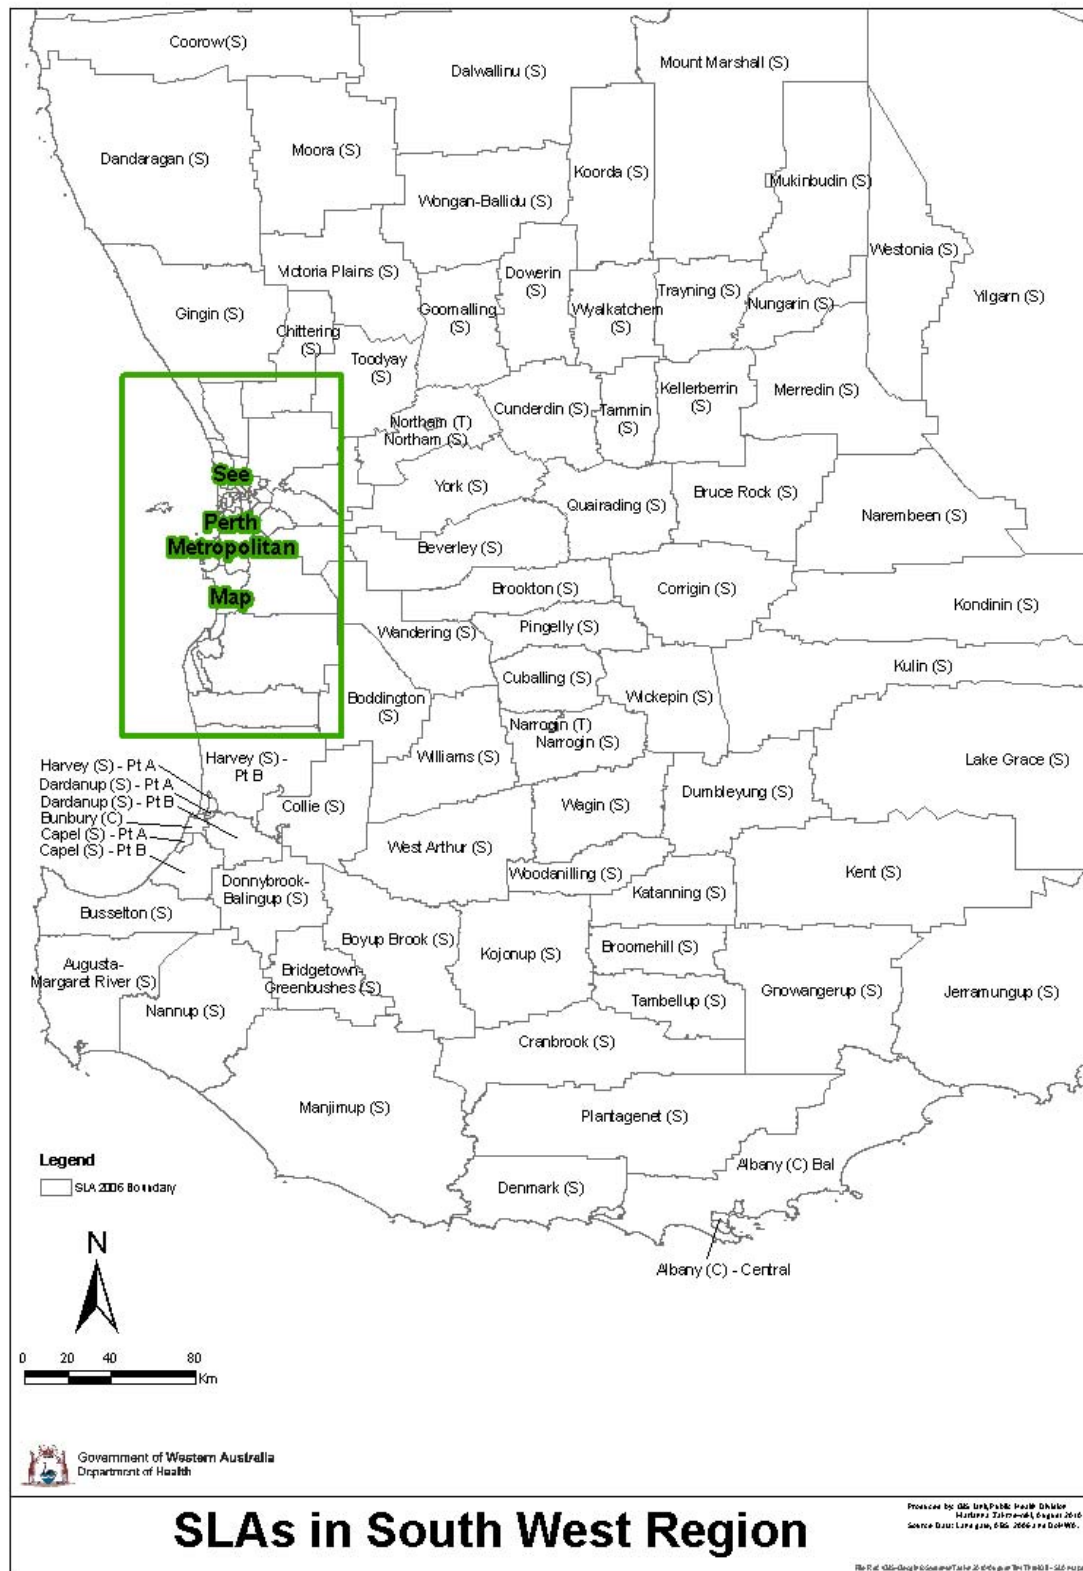 Coorow(S)
Dalwallinu (S)
Mount Marshall (S)
Dandaragan (S)
Moora (S)
Koorda (S)
Mukinbudin (S)
Wongan-Ballidu (S)
Westonia (S)
Victoria Plains (S)
Dowerin
(S)
Yilgarn (S)
Gingin (S)
Goomalling
(S)
Wyalkatchem
(S)
Trayning (S)
Nungarin (S)
Chittering
(S)
Toodyay
(S)
Kellerberrin
(S)
Merredin (S)
Cunderdin (S)
Tammin
(S)
Northam (T)
Northam (S)
See
Perth
Metropolitan
Map
York (S)
Quairading (S)
Bruce Rock (S)
Narembeen (S)
Beverley (S)
Brookton (S)
Corrigin (S)
Kondinin (S)
Wandering (S)
Pingelly (S)
Kulin (S)
Cuballing (S)
Wickepin (S)
Boddington
(S)
Narrogin (T)
Narrogin (S)
Williams (S)
Lake Grace (S)
Harvey (S) - Pt A
Dardanup (S) - Pt A
Dardanup (S) - Pt B
Bunbury (C)
Capel (S) - Pt A
Capel (S) - Pt B
Harvey (S) -
Pt B
Collie (S)
Wagin (S)
Dumbleyung (S)
West Arthur (S)
Woodanilling (S)
Kent (S)
Donnybrook-
Balingup (S)
Katanning (S)
Busselton (S)
Boyup Brook (S)
Kojonup (S)
Broomehill (S)
Augusta-
Margaret River (S)
Bridgetown-
Greenbushes (S)
Nannup (S)
Tambellup (S)
Gnowangerup (S)
Jerramungup (S)
Cranbrook (S)
Manjimup (S)
Plantagenet (S)
Albany (C) Bal
Denmark (S)
Albany (C) - Central
Legend
SLA 2006 Boundary
N
0 20 40 80
Km
Government of Western Australia
Department of Health
SLAs in South West Region